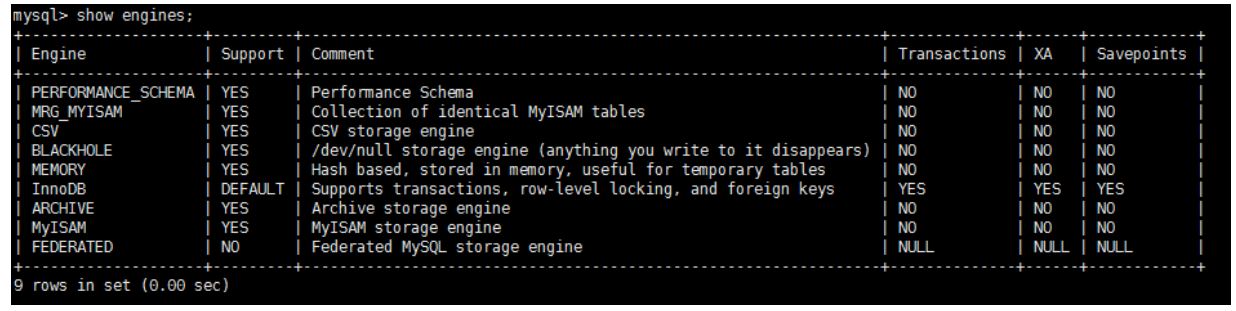 mysql> show engines;
+--------------------+---------+----------------------------------------------------------------+--------------+------+------------+
| Engine             | Support | Comment                                                        | Transactions | XA   | Savepoints |
+--------------------+---------+----------------------------------------------------------------+--------------+------+------------+
| PERFORMANCE_SCHEMA | YES     | Performance Schema                                             | NO           | NO   | NO         |
| MRG_MYISAM         | YES     | Collection of identical MyISAM tables                          | NO           | NO   | NO         |
| CSV                | YES     | CSV storage engine                                             | NO           | NO   | NO         |
| BLACKHOLE          | YES     | /dev/null storage engine (anything you write to it disappears) | NO           | NO   | NO         |
| MEMORY             | YES     | Hash based, stored in memory, useful for temporary tables      | NO           | NO   | NO         |
| InnoDB             | DEFAULT | Supports transactions, row-level locking, and foreign keys     | YES          | YES  | YES        |
| ARCHIVE            | YES     | Archive storage engine                                         | NO           | NO   | NO         |
| MyISAM             | YES     | MyISAM storage engine                                          | NO           | NO   | NO         |
| FEDERATED          | NO      | Federated MySQL storage engine                                 | NULL         | NULL | NULL       |
+--------------------+---------+----------------------------------------------------------------+--------------+------+------------+
9 rows in set (0.00 sec)